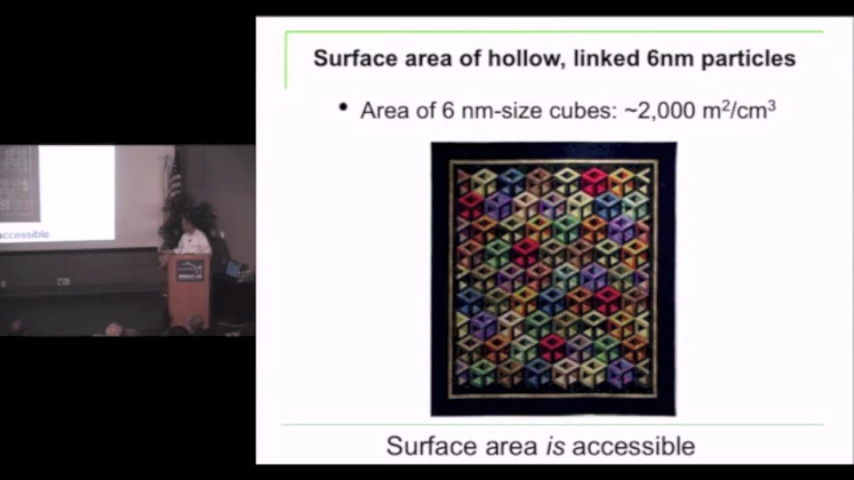 Surface area of hollow, linked 6nm particles
• Area of 6 nm-size cubes: ~2,000 m²/cm³
Surface area is accessible
accessible